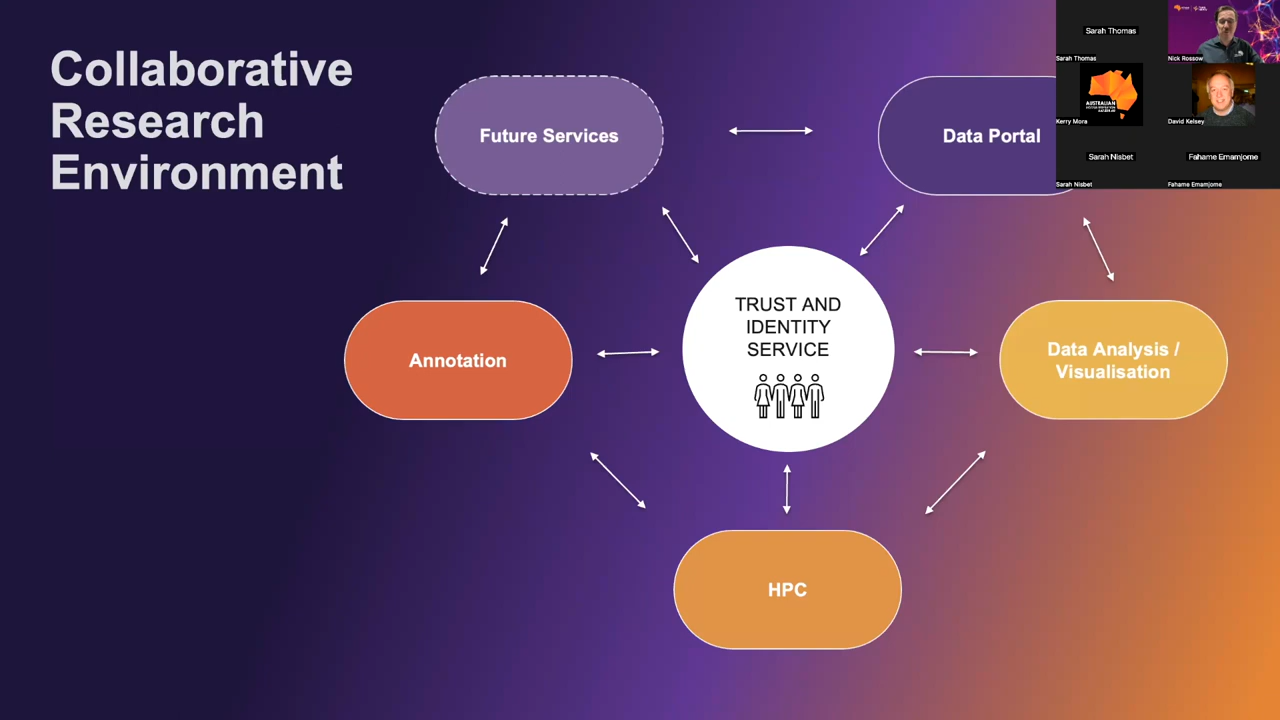 Collaborative
Research
Environment
Future Services
Data Portal
TRUST AND
IDENTITY
SERVICE
Annotation
Data Analysis /
Visualisation
HPC
Sarah Thomas
Sarah Thomas
Nick Rossow
AUSTRALIAN
Kerry Mora
David Kelsey
Sarah Nisbet
Sarah Nisbet
Fahame Emamjome
Fahame Emamjome